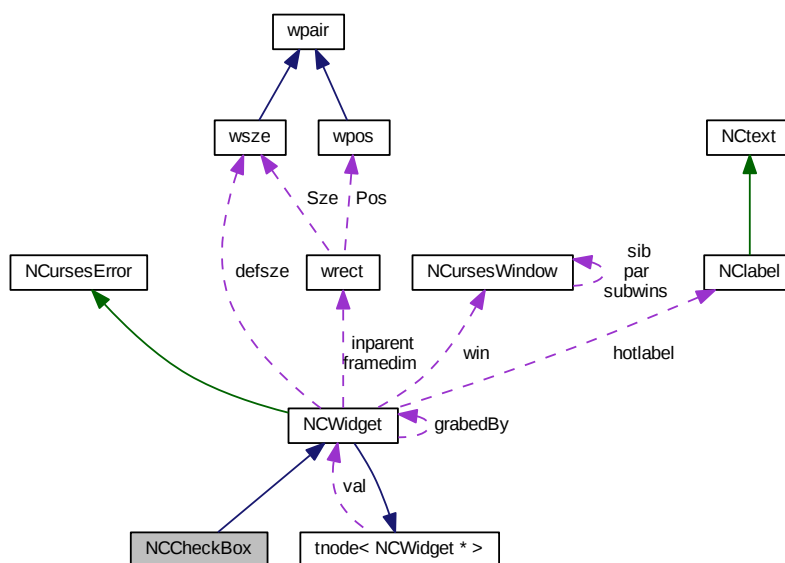 wpair
wsze
wpos
NCtext
Sze
Pos
NCursesError
defsze
wrect
NCursesWindow
sib
par
subwins
NClabel
inparent
framedim
win
hotlabel
NCWidget
grabedBy
val
NCCheckBox
tnode< NCWidget * >